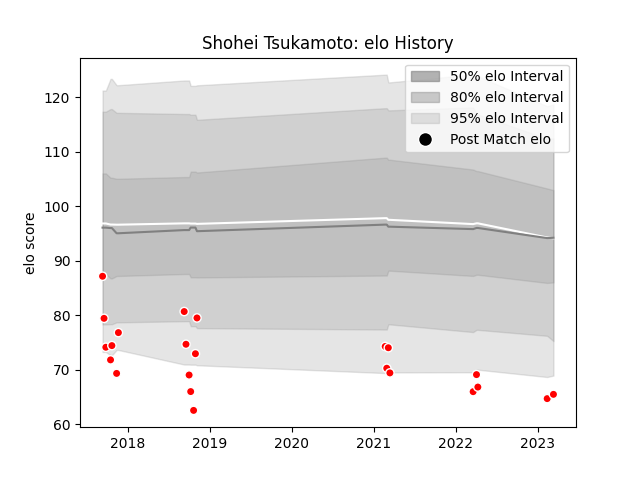 Shohei Tsukamoto: elo History
50% elo Interval
80% elo Interval
95% elo Interval
Post Match elo
elo score
120
110
100
90
80
70
60
2018
2019
2020
2021
2022
2023